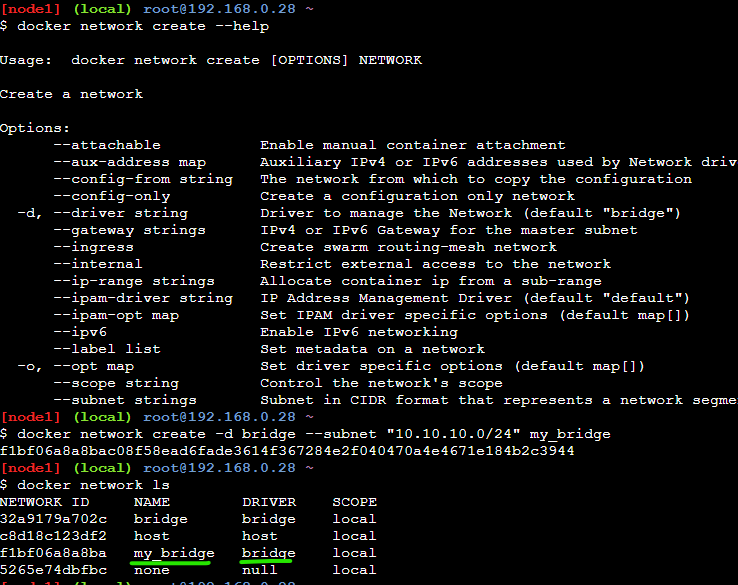 [node1] (local) root@192.168.0.28 ~
$ docker network create --help
Usage:  docker network create [OPTIONS] NETWORK
Create a network
Options:
      --attachable           Enable manual container attachment
      --aux-address map      Auxiliary IPv4 or IPv6 addresses used by Network driv
      --config-from string   The network from which to copy the configuration
      --config-only          Create a configuration only network
  -d, --driver string        Driver to manage the Network (default "bridge")
      --gateway strings      IPv4 or IPv6 Gateway for the master subnet
      --ingress              Create swarm routing-mesh network
      --internal             Restrict external access to the network
      --ip-range strings     Allocate container ip from a sub-range
      --ipam-driver string   IP Address Management Driver (default "default")
      --ipam-opt map         Set IPAM driver specific options (default map[])
      --ipv6                 Enable IPv6 networking
      --label list           Set metadata on a network
  -o, --opt map              Set driver specific options (default map[])
      --scope string         Control the network's scope
      --subnet strings       Subnet in CIDR format that represents a network segme
[node1] (local) root@192.168.0.28 ~
$ docker network create -d bridge --subnet "10.10.10.0/24" my_bridge
f1bf06a8a8bac08f58ead6fade3614f367284e2f040470a4e4671e184b2c3944
[node1] (local) root@192.168.0.28 ~
$ docker network ls
NETWORK ID     NAME        DRIVER    SCOPE
32a9179a702c   bridge      bridge    local
c8d18c123df2   host        host      local
f1bf06a8a8ba   my_bridge   bridge    local
5265e74dbfbc   none        null      local